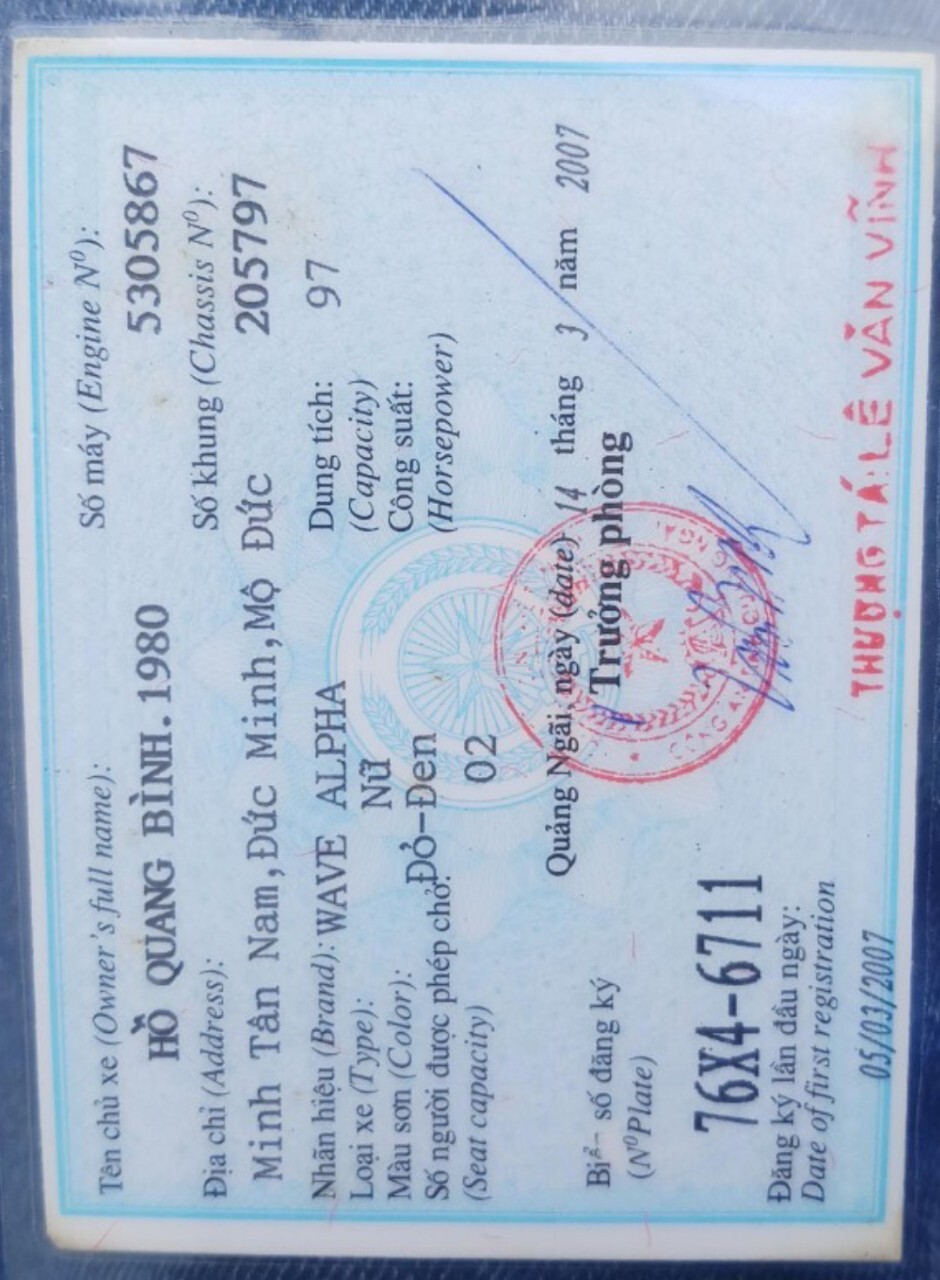 Tên chủ xe (Owner's full name):
HỒ QUANG BÌNH.1980
Số máy (Engine Nº):
5305867
Địa chỉ (Address):
Số khung (Chassis Nº):
205797
Minh Tân Nam,Đức Minh,Mộ Đức
Nhãn hiệu (Brand): WAVE ALPHA
Dung tích: 97
(Capacity)
Loại xe (Type): Nữ
Màu sơn (Color): Đỏ-Đen
Công suất:
(Horsepower)
Số người được phép chở: 02
(Seat capacity)
Quảng Ngãi, ngày (date) 14 tháng 3 năm 2007
Trưởng phòng
Biển số đăng ký
(NºPlate)
76X4-6711
Đăng ký lần đầu ngày:
Date of first registration
05/03/2007
THƯỢNG TÁ: LÊ VĂN VĨNH